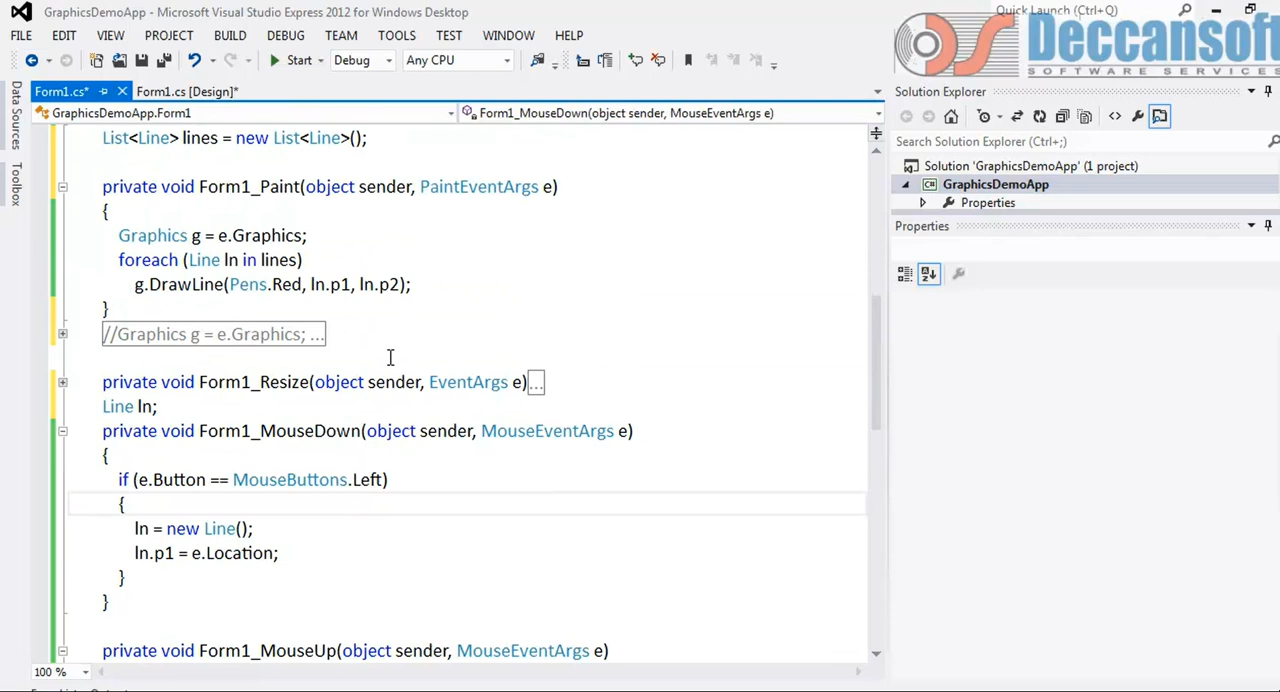 GraphicsDemoApp - Microsoft Visual Studio Express 2012 for Windows Desktop
Quick Launch (Ctrl+Q)
FILE EDIT VIEW PROJECT BUILD DEBUG TEAM TOOLS TEST WINDOW HELP
Deccansoft
SOFTWARE SERVICES
Start Debug Any CPU
Data Sources
Toolbox
Form1.cs* Form1.cs [Design]*
GraphicsDemoApp.Form1 Form1_MouseDown(object sender, MouseEventArgs e)
List<Line> lines = new List<Line>();
private void Form1_Paint(object sender, PaintEventArgs e)
{
Graphics g = e.Graphics;
foreach (Line ln in lines)
g.DrawLine(Pens.Red, ln.p1, ln.p2);
}
//Graphics g = e.Graphics; ...
private void Form1_Resize(object sender, EventArgs e)...
Line ln;
private void Form1_MouseDown(object sender, MouseEventArgs e)
{
if (e.Button == MouseButtons.Left)
{
ln = new Line();
ln.p1 = e.Location;
}
}
private void Form1_MouseUp(object sender, MouseEventArgs e)
100 %
Solution Explorer
Search Solution Explorer (Ctrl+;)
Solution 'GraphicsDemoApp' (1 project)
C# GraphicsDemoApp
Properties
Properties